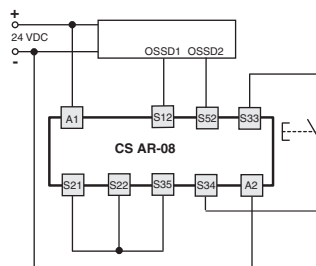 +
24 VDC
-
OSSD1 OSSD2
A1 S12 S52 S33
CS AR-08
S21 S22 S35 S34 A2